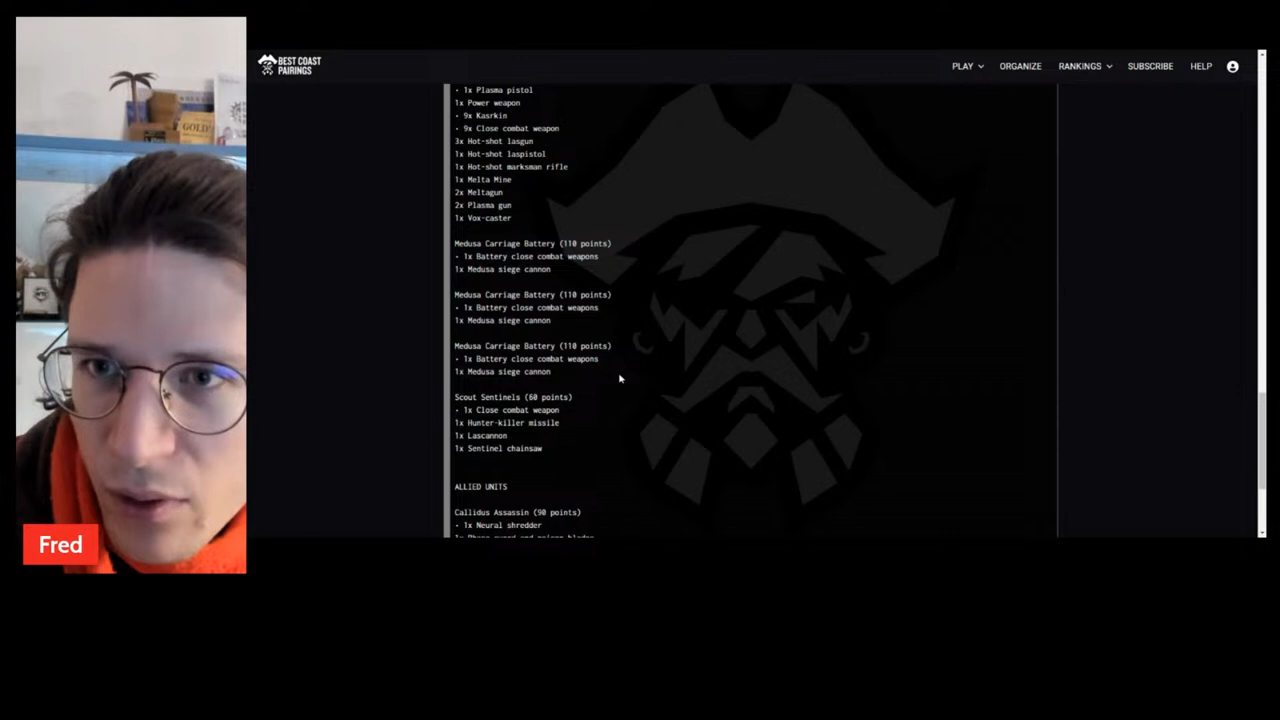 BEST COAST
PAIRINGS
PLAY
ORGANIZE
RANKINGS
SUBSCRIBE
HELP
• 1x Plasma pistol
1x Power weapon
• 9x Kasrkin
• 9x Close combat weapon
3x Hot-shot lasgun
1x Hot-shot laspistol
1x Hot-shot marksman rifle
1x Melta Mine
2x Meltagun
2x Plasma gun
1x Vox-caster
Medusa Carriage Battery (110 points)
• 1x Battery close combat weapons
1x Medusa siege cannon
Medusa Carriage Battery (110 points)
• 1x Battery close combat weapons
1x Medusa siege cannon
Medusa Carriage Battery (110 points)
• 1x Battery close combat weapons
1x Medusa siege cannon
Scout Sentinels (60 points)
• 1x Close combat weapon
1x Hunter-killer missile
1x Lascannon
1x Sentinel chainsaw
ALLIED UNITS
Callidus Assassin (90 points)
• 1x Neural shredder
GOLD'S
Fred